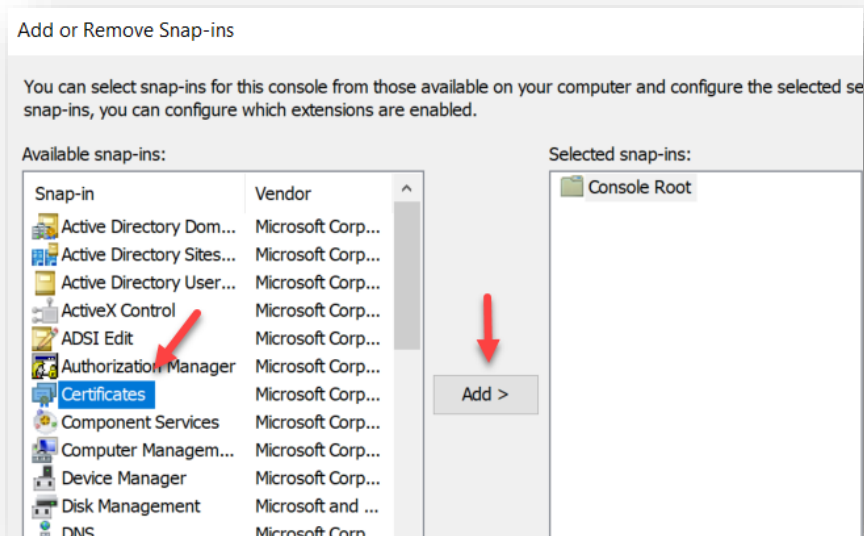 Add or Remove Snap-ins
You can select snap-ins for this console from those available on your computer and configure the selected se
snap-ins, you can configure which extensions are enabled.
Available snap-ins:
Selected snap-ins:
Snap-in Vendor
Console Root
Active Directory Dom... Microsoft Corp...
Active Directory Sites... Microsoft Corp...
Active Directory User... Microsoft Corp...
ActiveX Control Microsoft Corp...
ADSI Edit Microsoft Corp...
Authorization Manager Microsoft Corp...
Certificates Microsoft Corp...
Add >
Component Services Microsoft Corp...
Computer Managem... Microsoft Corp...
Device Manager Microsoft Corp...
Disk Management Microsoft and ...
DNS Microsoft Corp